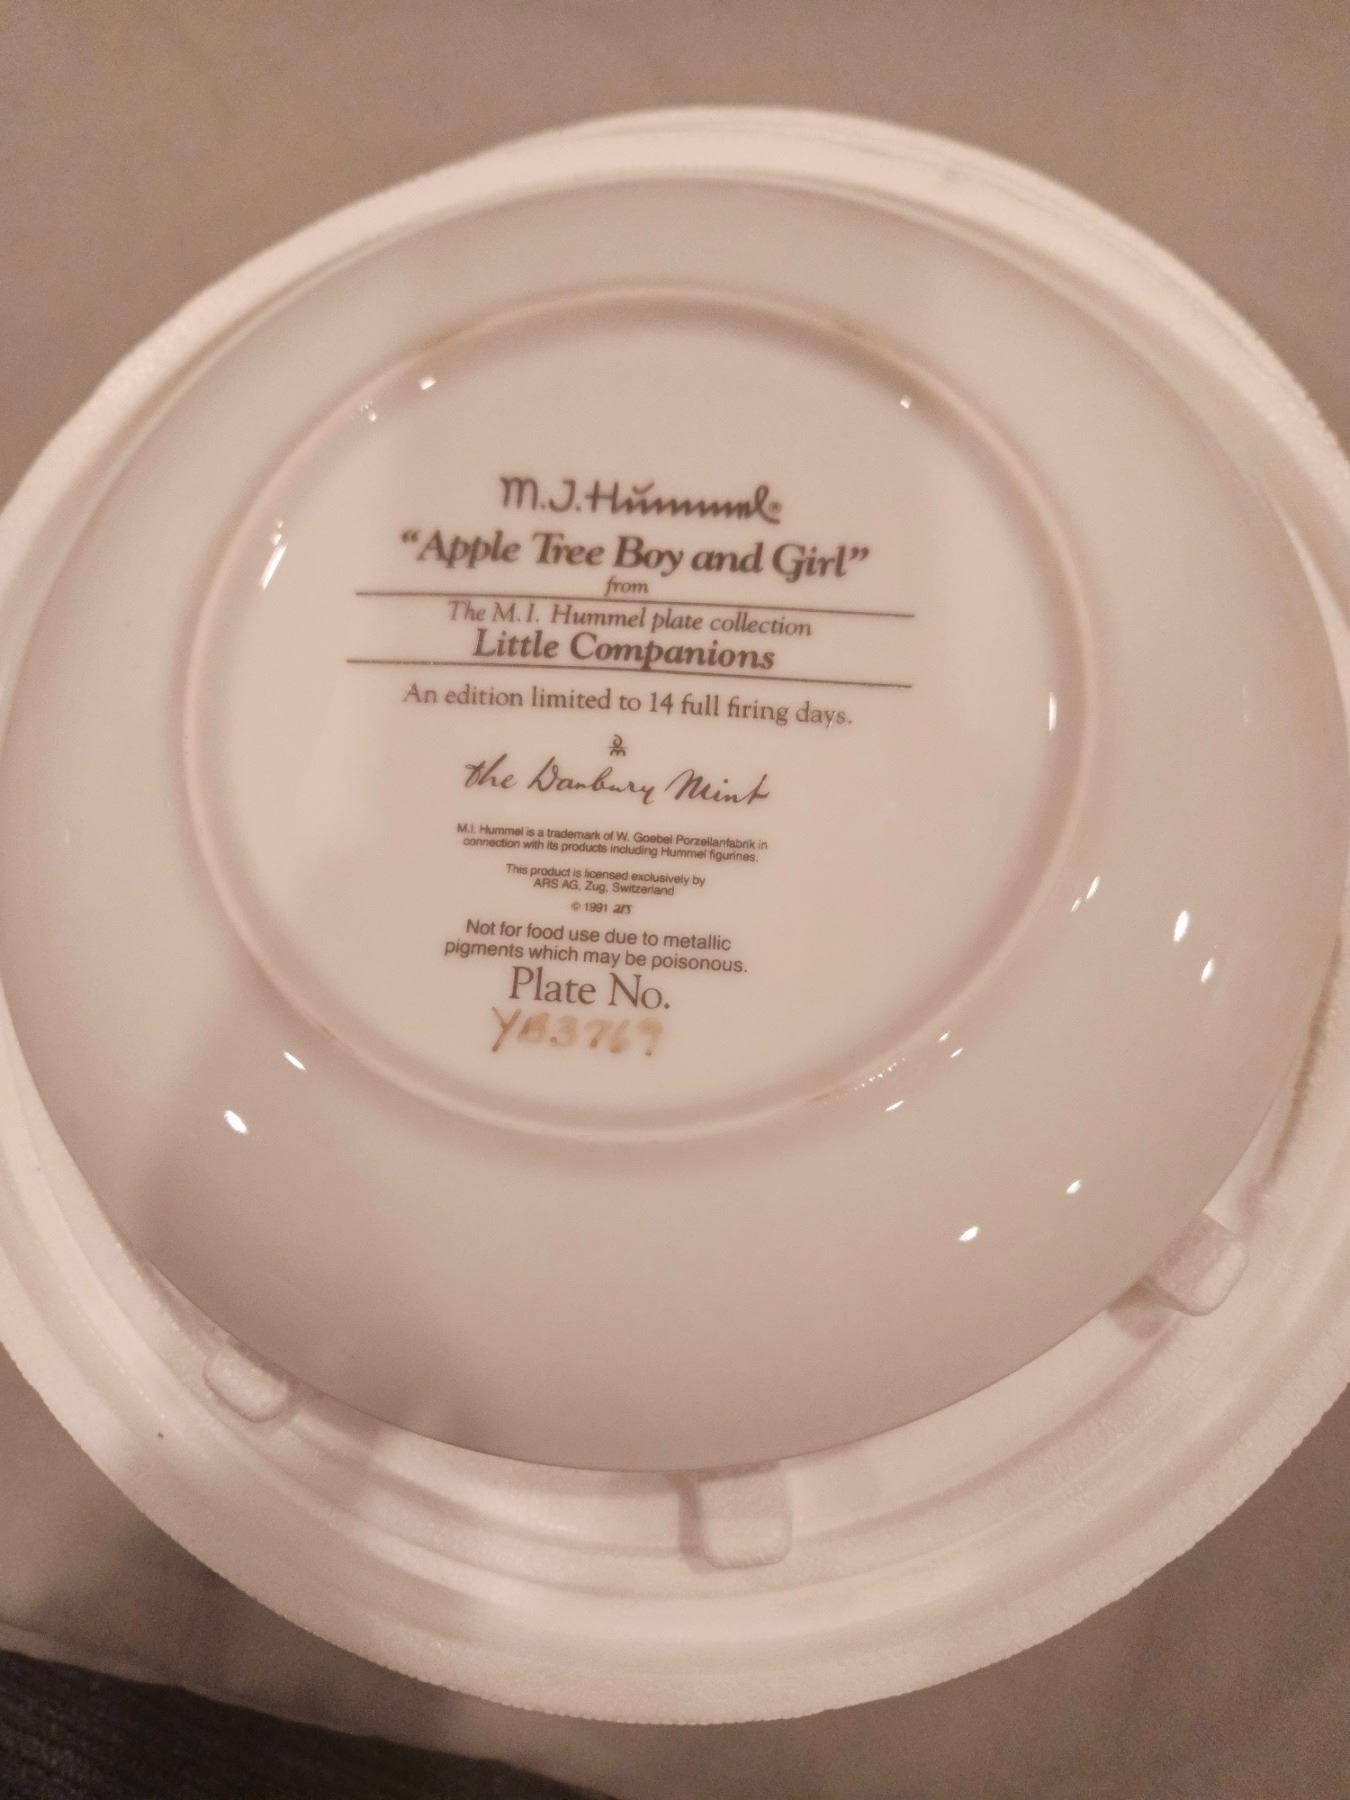 M.J. Hummel®
“Apple Tree Boy and Girl”
from
The M.I. Hummel plate collection
Little Companions
An edition limited to 14 full firing days.
DM
the Danbury Mint
M.I. Hummel is a trademark of W. Goebel Porzellanfabrik in
connection with its products including Hummel figurines.
This product is licensed exclusively by
ARS AG, Zug, Switzerland
© 1991 ars
Not for food use due to metallic
pigments which may be poisonous.
Plate No.
YB3769